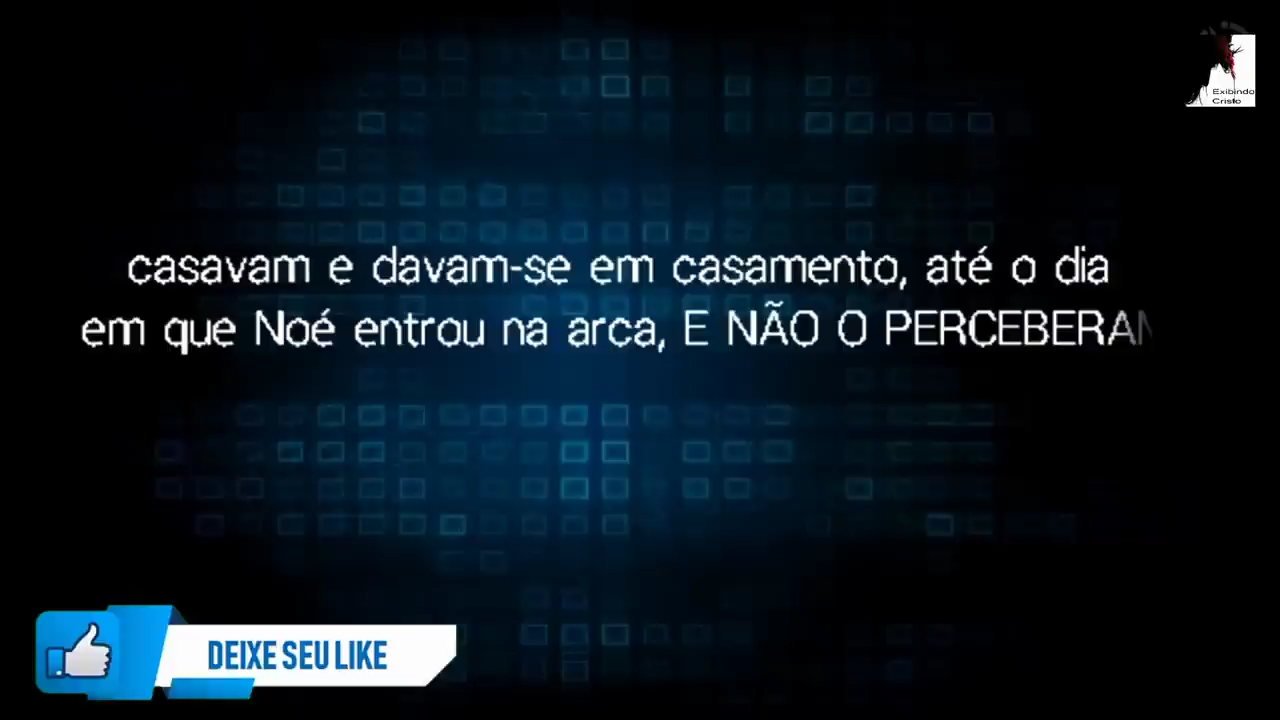 Exibindo
Cristo
casavam e davam-se em casamento, até o dia
em que Noé entrou na arca, E NÃO O PERCEBERAM
DEIXE SEU LIKE